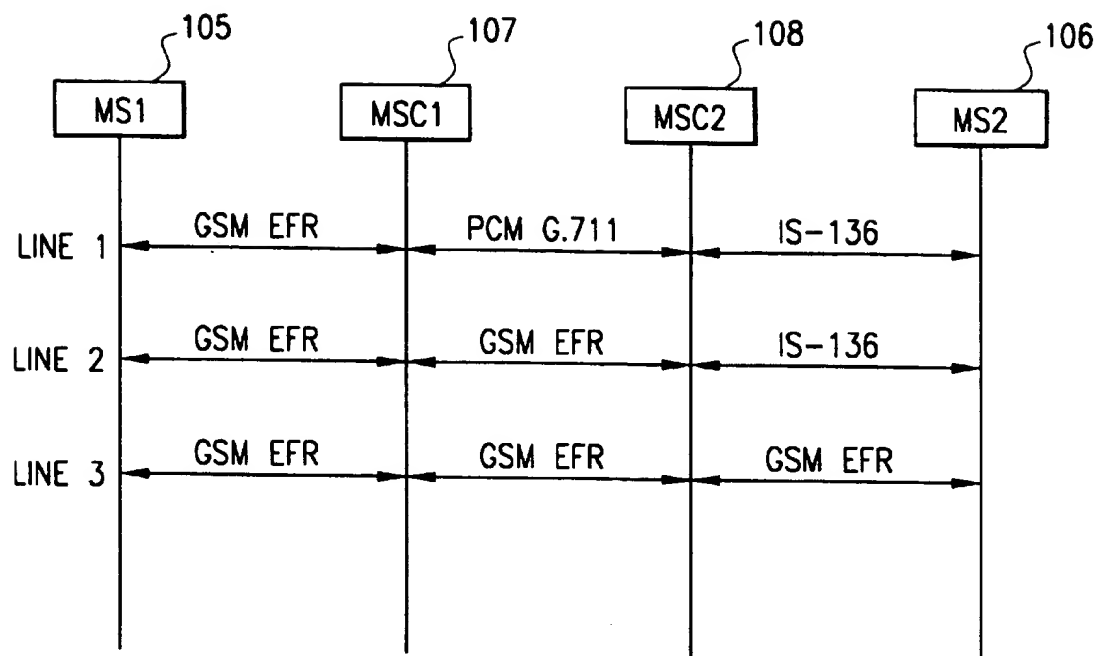 105 107 108 106
MS1 MSC1 MSC2 MS2
LINE 1 GSM EFR PCM G.711 IS-136
LINE 2 GSM EFR GSM EFR IS-136
LINE 3 GSM EFR GSM EFR GSM EFR